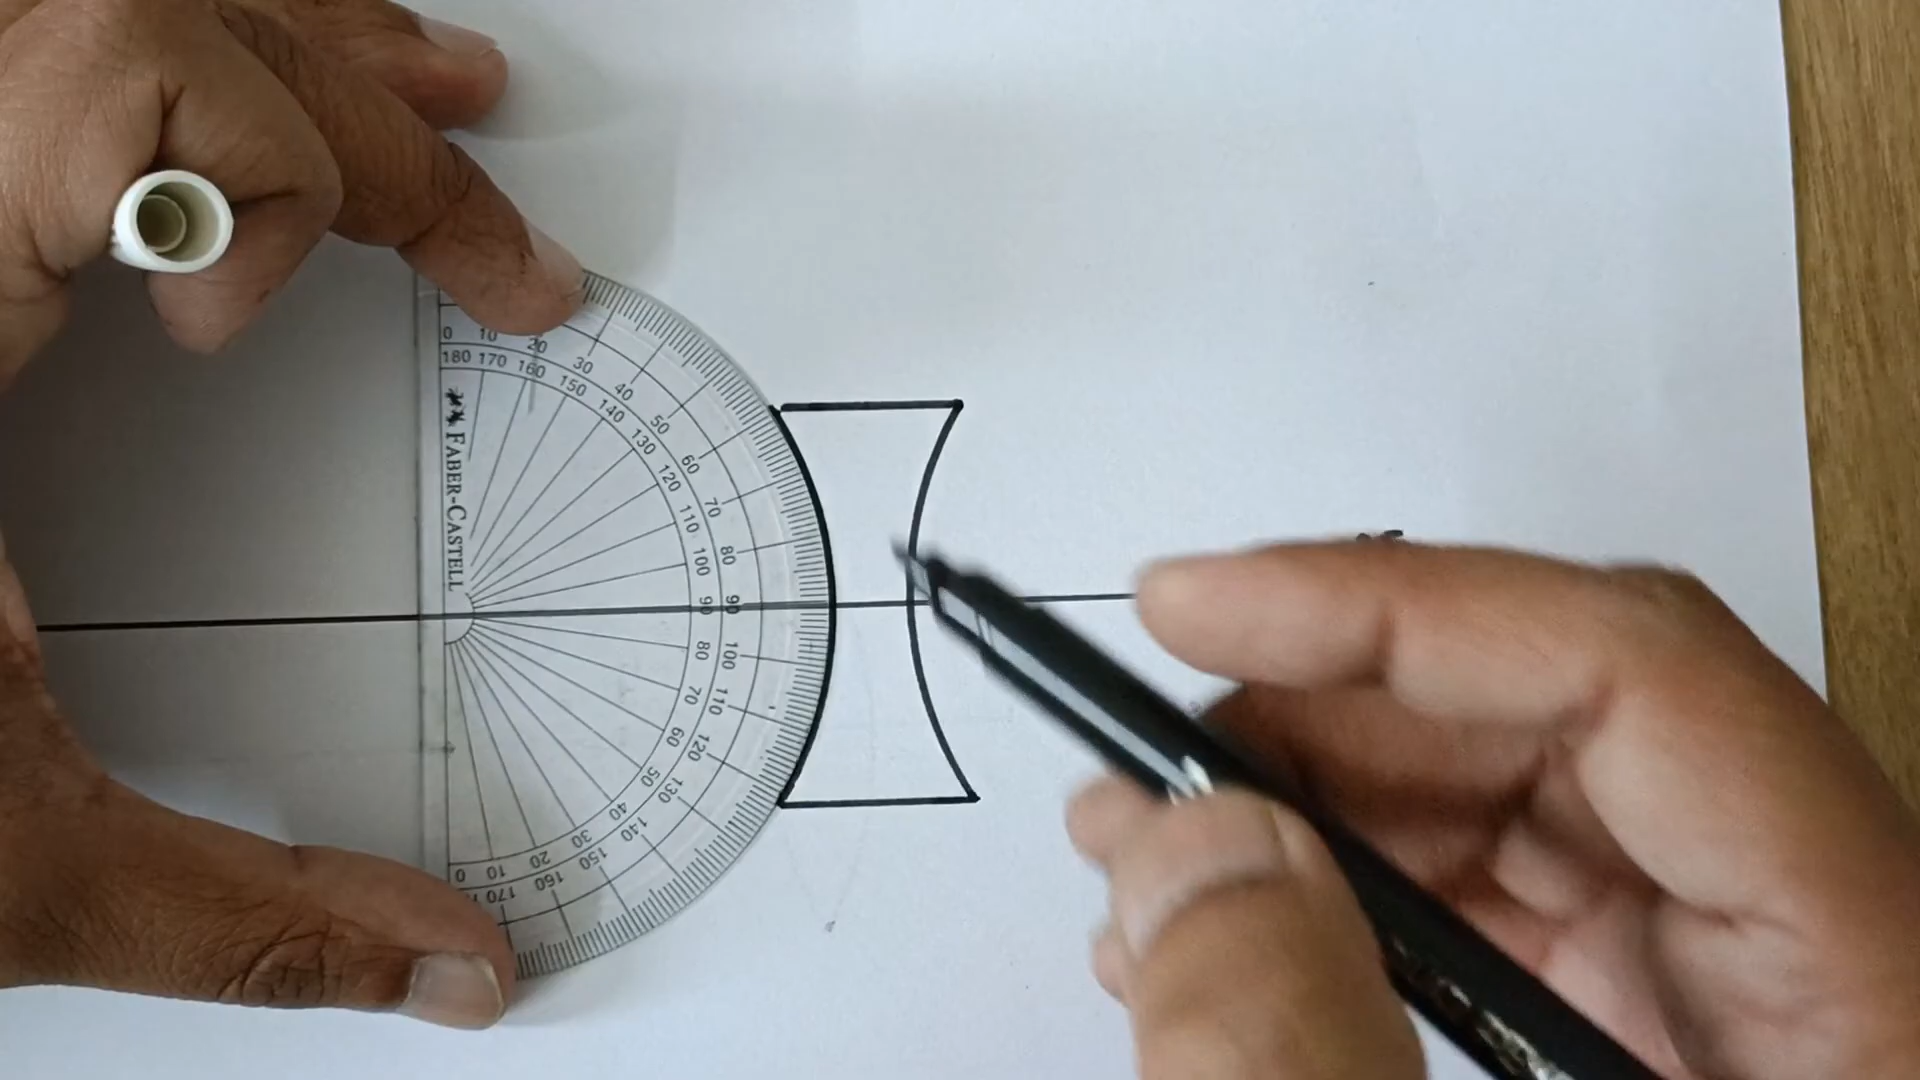 0 10 20 30 40 50 60 70 80 90 100 110 120 130 140 150 160 170
180 170 160 150 140 130 120 110 100 90 80 70 60 50 40 30 20 10 0
FABER-CASTELL